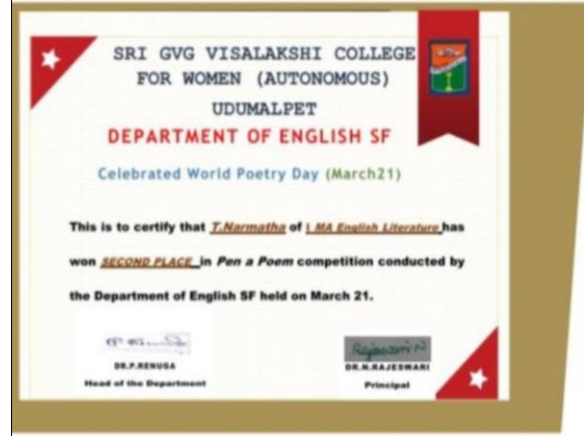 SRI GVG VISALAKSHI COLLEGE
FOR WOMEN (AUTONOMOUS)
UDUMALPET
DEPARTMENT OF ENGLISH SF
Celebrated World Poetry Day (March21)
This is to certify that T.Narmatha of I MA English Literature has
won SECOND PLACE in Pen a Poem competition conducted by
the Department of English SF held on March 21.
Rajeswari N
DR.P.RENUGA
DR.N.RAJESWARI
Head of the Department
Principal